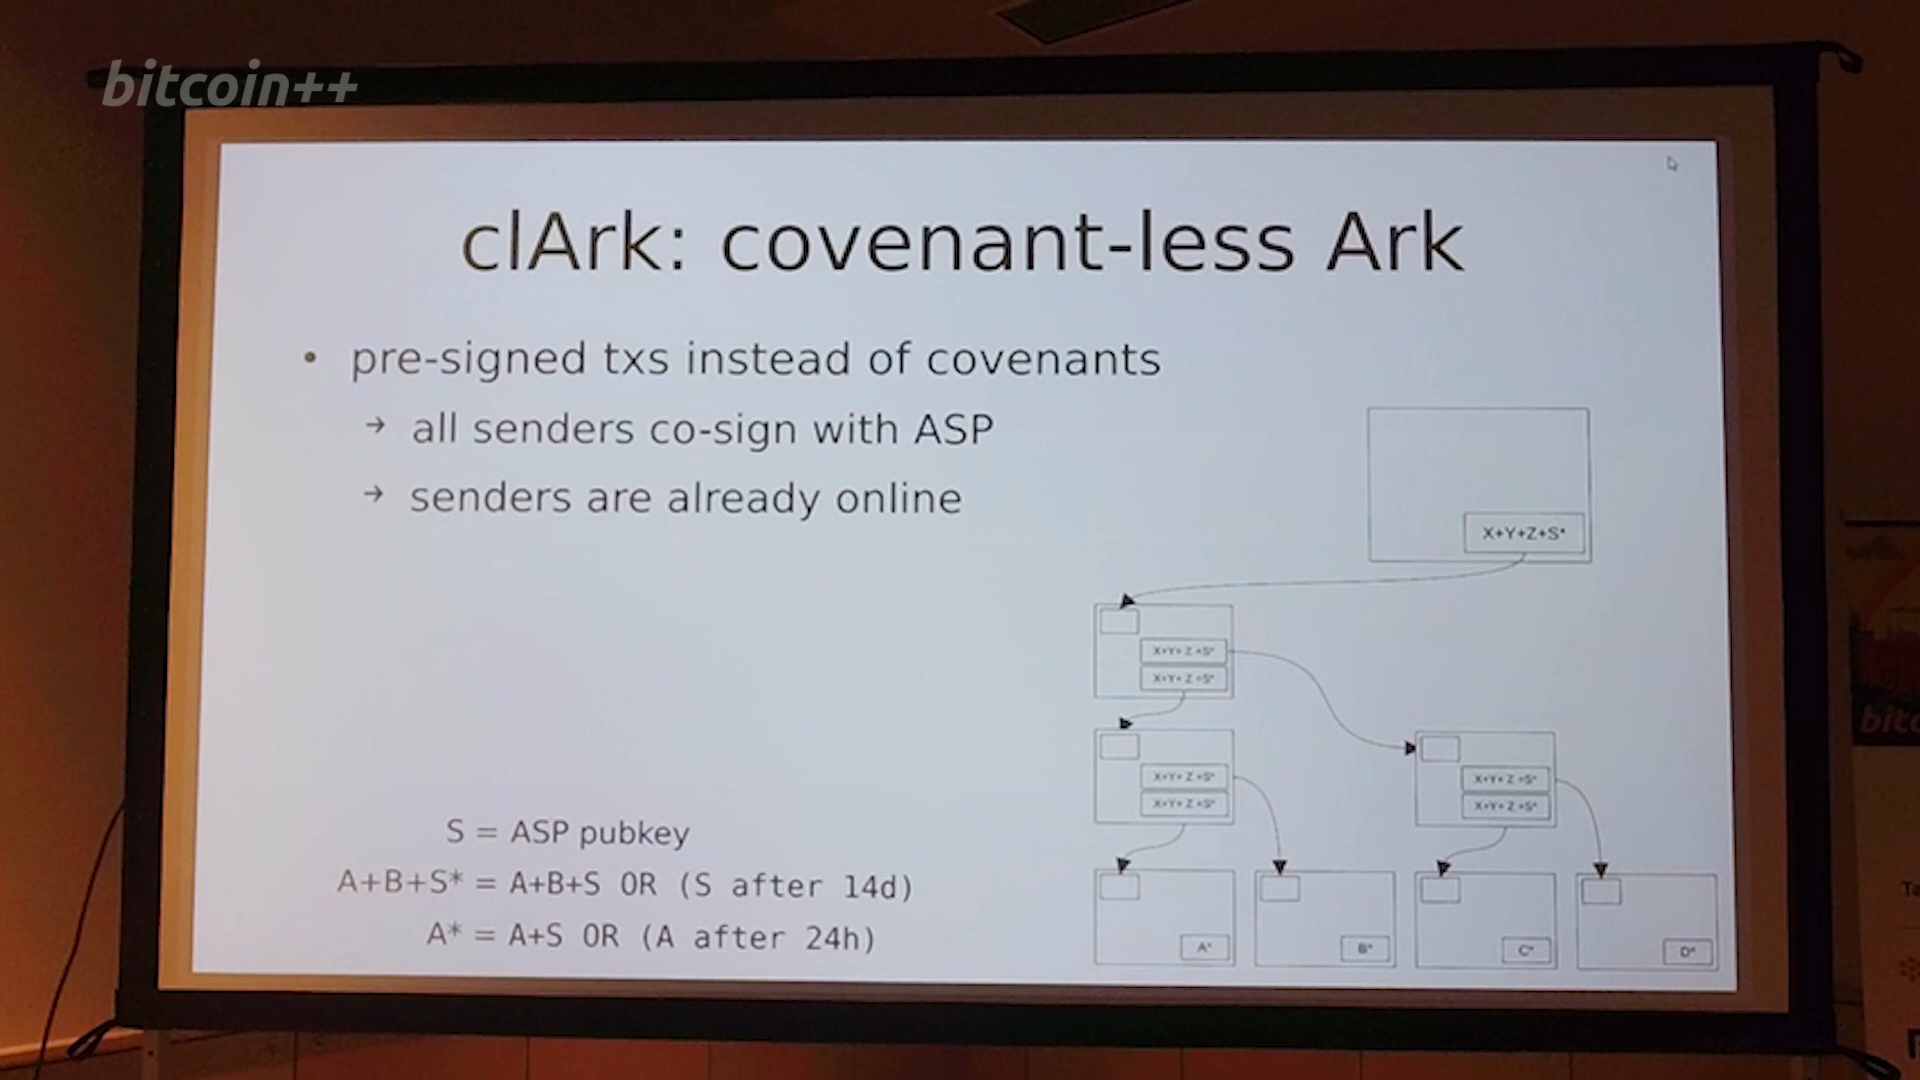 bitcoin++
clArk: covenant-less Ark
• pre-signed txs instead of covenants
→ all senders co-sign with ASP
→ senders are already online
X+Y+Z+S*
X+Y+Z+S*
X+Y+Z+S*
X+Y+Z+S*
X+Y+Z+S*
X+Y+Z+S*
X+Y+Z+S*
A*
B*
C*
D*
S = ASP pubkey
A+B+S* = A+B+S OR (S after 14d)
A* = A+S OR (A after 24h)